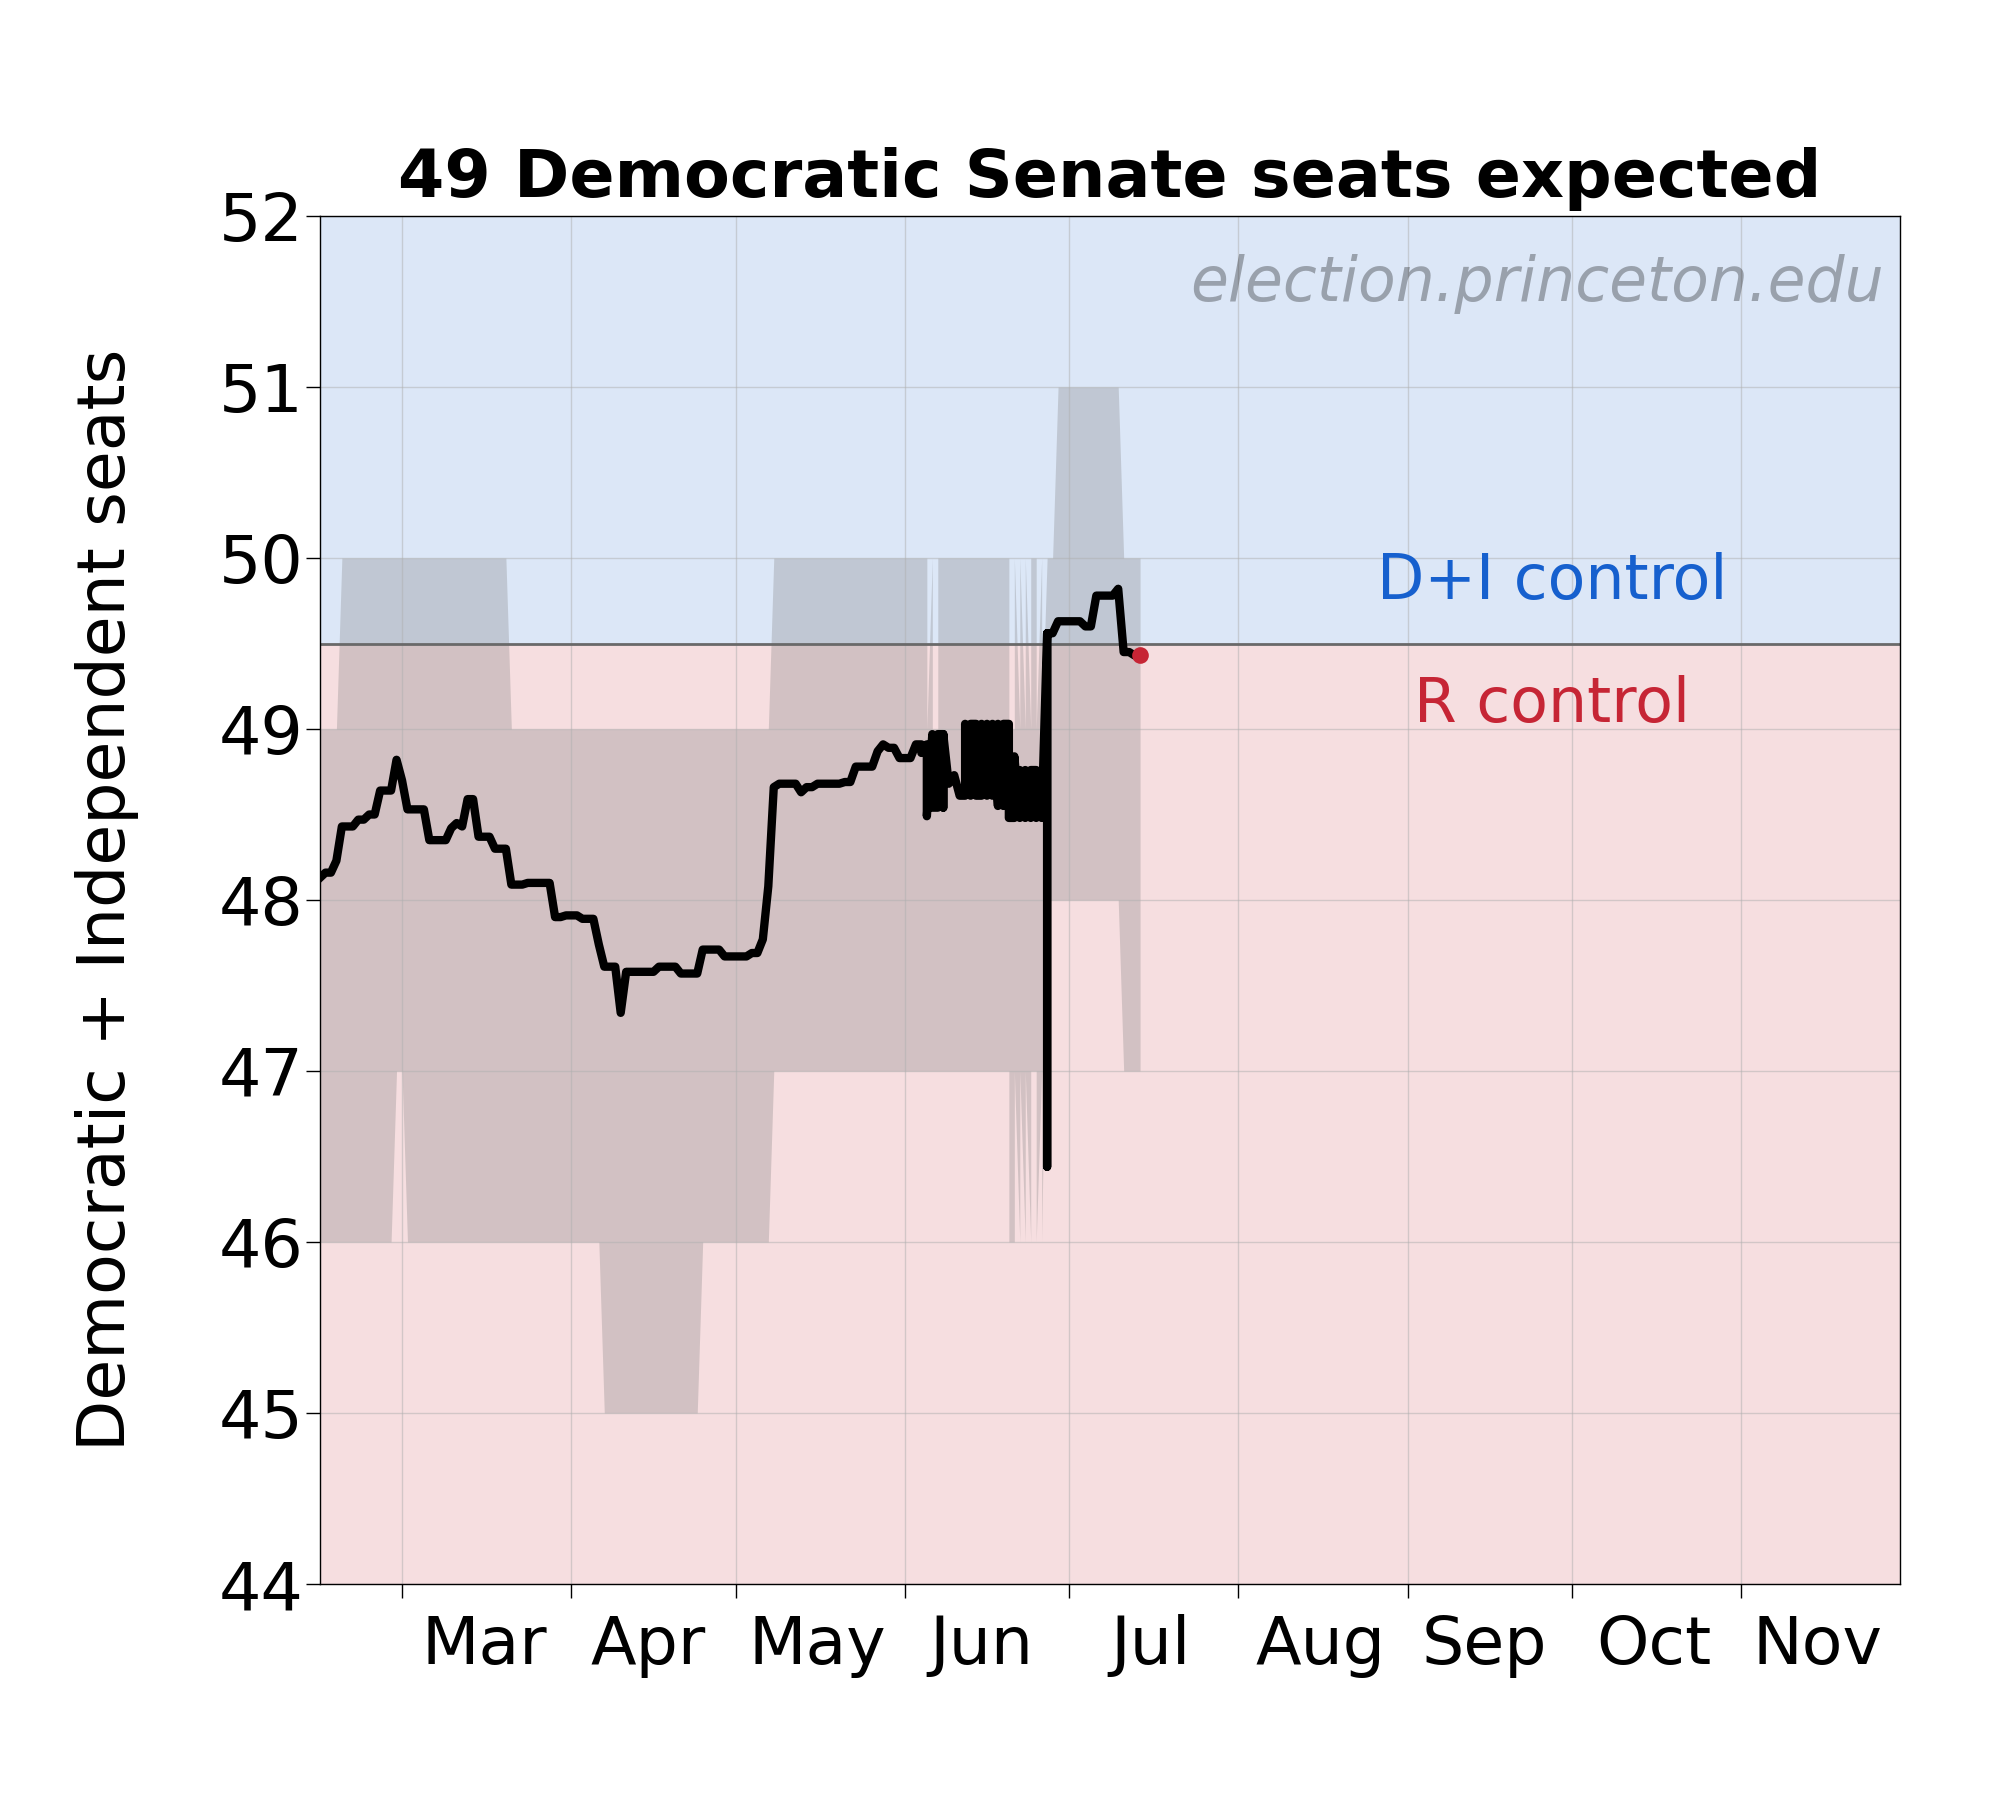 49 Democratic Senate seats expected
election.princeton.edu
Democratic + Independent seats
52
51
50
49
48
47
46
45
44
D+I control
R control
Mar Apr May Jun Jul Aug Sep Oct Nov